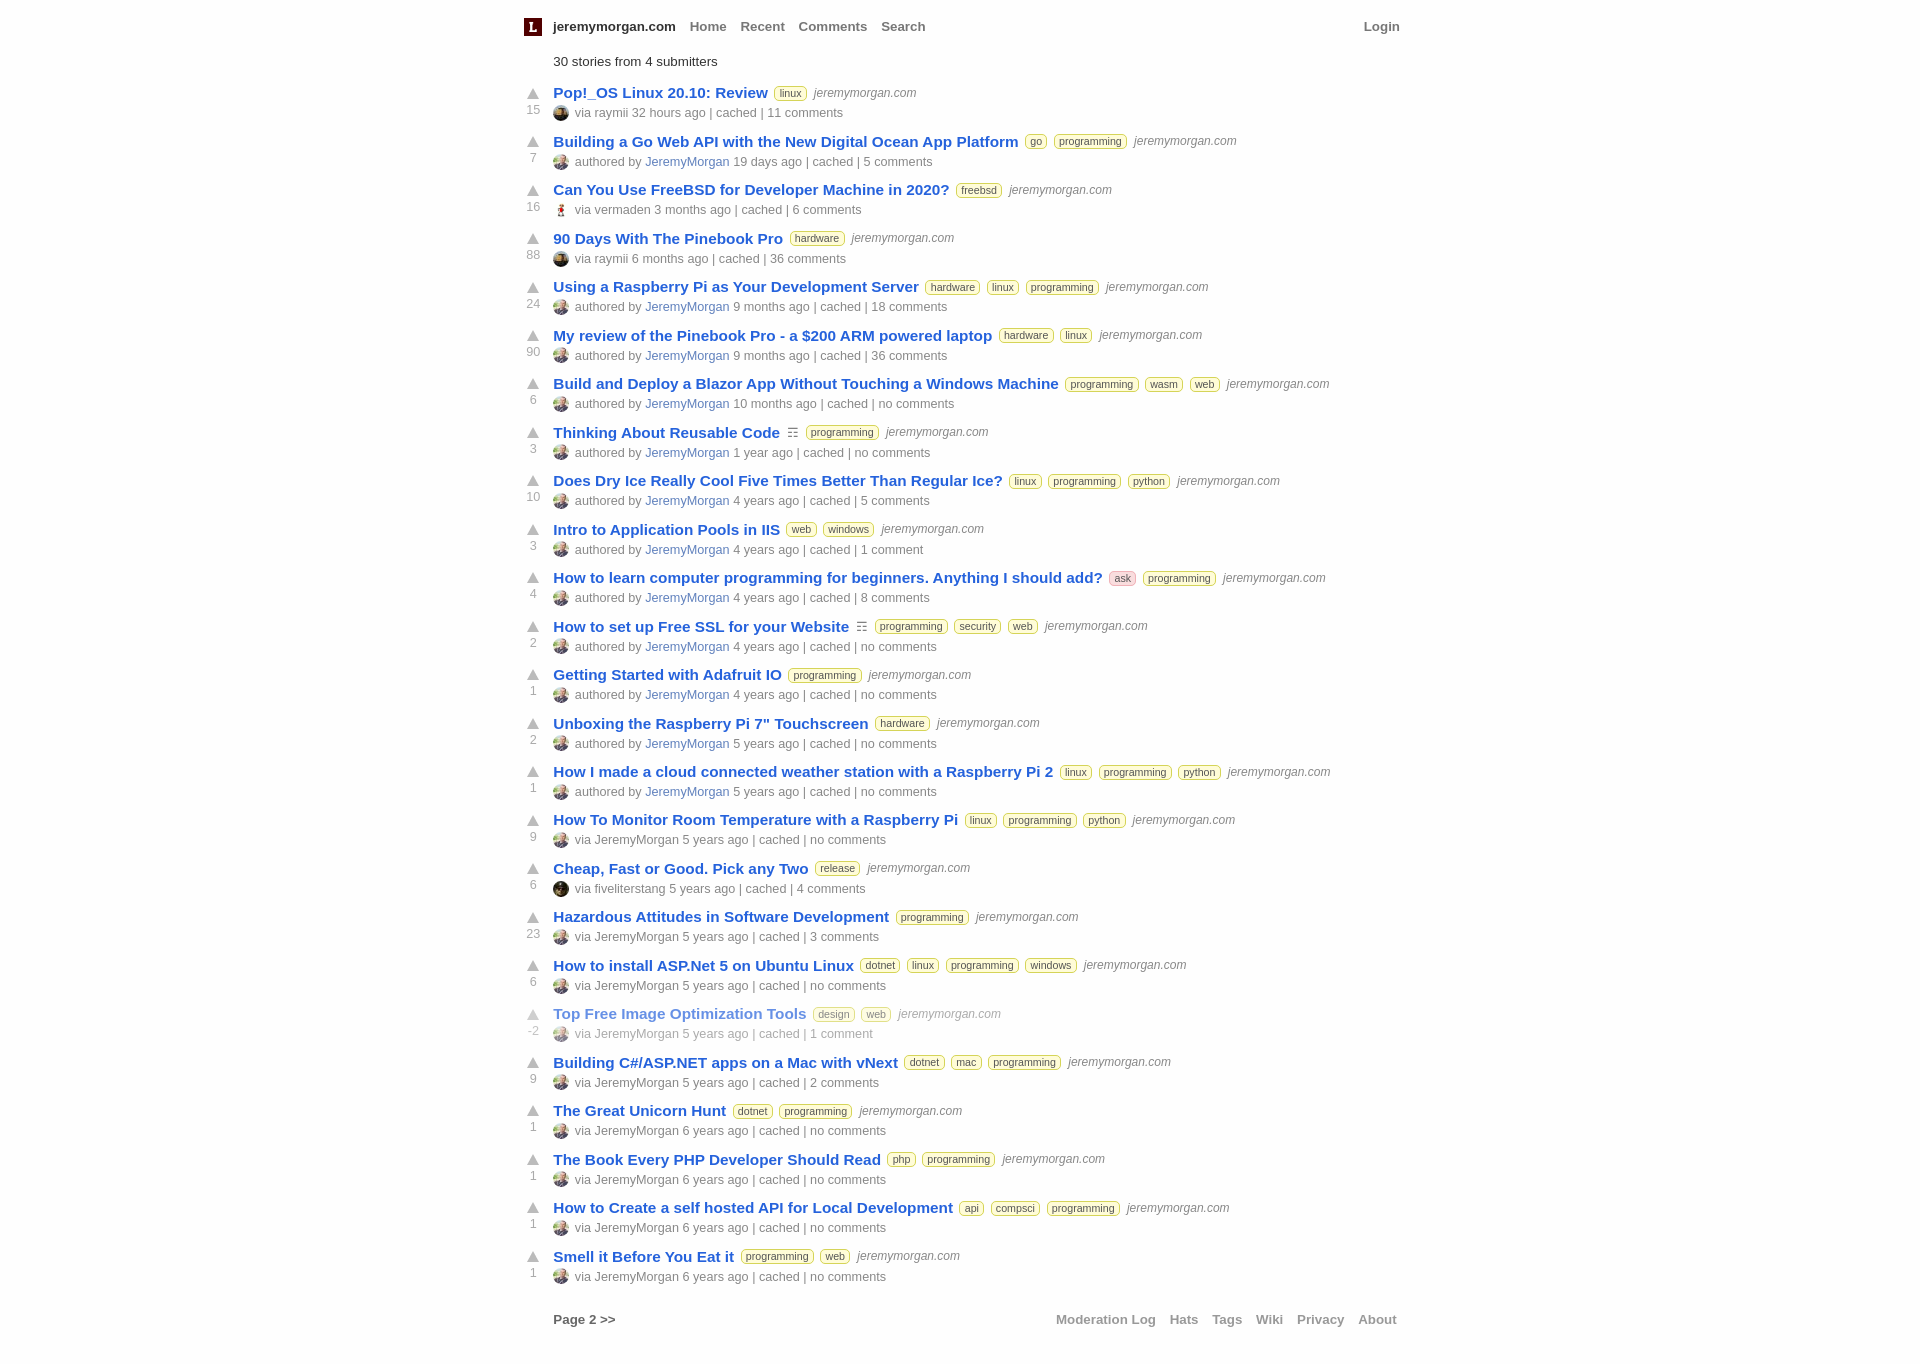 L jeremymorgan.com Home Recent Comments Search Login
30 stories from 4 submitters
Pop!_OS Linux 20.10: Review linux jeremymorgan.com
15 via raymii 32 hours ago | cached | 11 comments
Building a Go Web API with the New Digital Ocean App Platform go programming jeremymorgan.com
7 authored by JeremyMorgan 19 days ago | cached | 5 comments
Can You Use FreeBSD for Developer Machine in 2020? freebsd jeremymorgan.com
16 via vermaden 3 months ago | cached | 6 comments
90 Days With The Pinebook Pro hardware jeremymorgan.com
88 via raymii 6 months ago | cached | 36 comments
Using a Raspberry Pi as Your Development Server hardware linux programming jeremymorgan.com
24 authored by JeremyMorgan 9 months ago | cached | 18 comments
My review of the Pinebook Pro - a $200 ARM powered laptop hardware linux jeremymorgan.com
90 authored by JeremyMorgan 9 months ago | cached | 36 comments
Build and Deploy a Blazor App Without Touching a Windows Machine programming wasm web jeremymorgan.com
6 authored by JeremyMorgan 10 months ago | cached | no comments
Thinking About Reusable Code ☶ programming jeremymorgan.com
3 authored by JeremyMorgan 1 year ago | cached | no comments
Does Dry Ice Really Cool Five Times Better Than Regular Ice? linux programming python jeremymorgan.com
10 authored by JeremyMorgan 4 years ago | cached | 5 comments
Intro to Application Pools in IIS web windows jeremymorgan.com
3 authored by JeremyMorgan 4 years ago | cached | 1 comment
How to learn computer programming for beginners. Anything I should add? ask programming jeremymorgan.com
4 authored by JeremyMorgan 4 years ago | cached | 8 comments
How to set up Free SSL for your Website ☶ programming security web jeremymorgan.com
2 authored by JeremyMorgan 4 years ago | cached | no comments
Getting Started with Adafruit IO programming jeremymorgan.com
1 authored by JeremyMorgan 4 years ago | cached | no comments
Unboxing the Raspberry Pi 7" Touchscreen hardware jeremymorgan.com
2 authored by JeremyMorgan 5 years ago | cached | no comments
How I made a cloud connected weather station with a Raspberry Pi 2 linux programming python jeremymorgan.com
1 authored by JeremyMorgan 5 years ago | cached | no comments
How To Monitor Room Temperature with a Raspberry Pi linux programming python jeremymorgan.com
9 via JeremyMorgan 5 years ago | cached | no comments
Cheap, Fast or Good. Pick any Two release jeremymorgan.com
6 via fiveliterstang 5 years ago | cached | 4 comments
Hazardous Attitudes in Software Development programming jeremymorgan.com
23 via JeremyMorgan 5 years ago | cached | 3 comments
How to install ASP.Net 5 on Ubuntu Linux dotnet linux programming windows jeremymorgan.com
6 via JeremyMorgan 5 years ago | cached | no comments
Top Free Image Optimization Tools design web jeremymorgan.com
-2 via JeremyMorgan 5 years ago | cached | 1 comment
Building C#/ASP.NET apps on a Mac with vNext dotnet mac programming jeremymorgan.com
9 via JeremyMorgan 5 years ago | cached | 2 comments
The Great Unicorn Hunt dotnet programming jeremymorgan.com
1 via JeremyMorgan 6 years ago | cached | no comments
The Book Every PHP Developer Should Read php programming jeremymorgan.com
1 via JeremyMorgan 6 years ago | cached | no comments
How to Create a self hosted API for Local Development api compsci programming jeremymorgan.com
1 via JeremyMorgan 6 years ago | cached | no comments
Smell it Before You Eat it programming web jeremymorgan.com
1 via JeremyMorgan 6 years ago | cached | no comments
Page 2 >> Moderation Log Hats Tags Wiki Privacy About